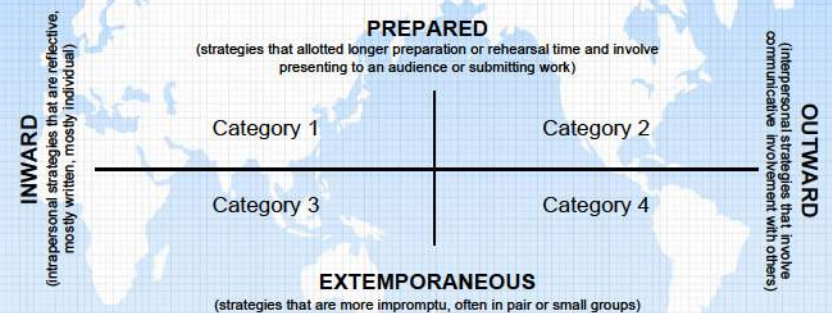 PREPARED
(strategies that allotted longer preparation or rehearsal time and involve
presenting to an audience or submitting work)
INWARD
(intrapersonal strategies that are reflective,
mostly written, mostly individual)
Category 1
Category 2
Category 3
Category 4
OUTWARD
(interpersonal strategies that involve
communicative involvement with others)
EXTEMPORANEOUS
(strategies that are more impromptu, often in pair or small groups)